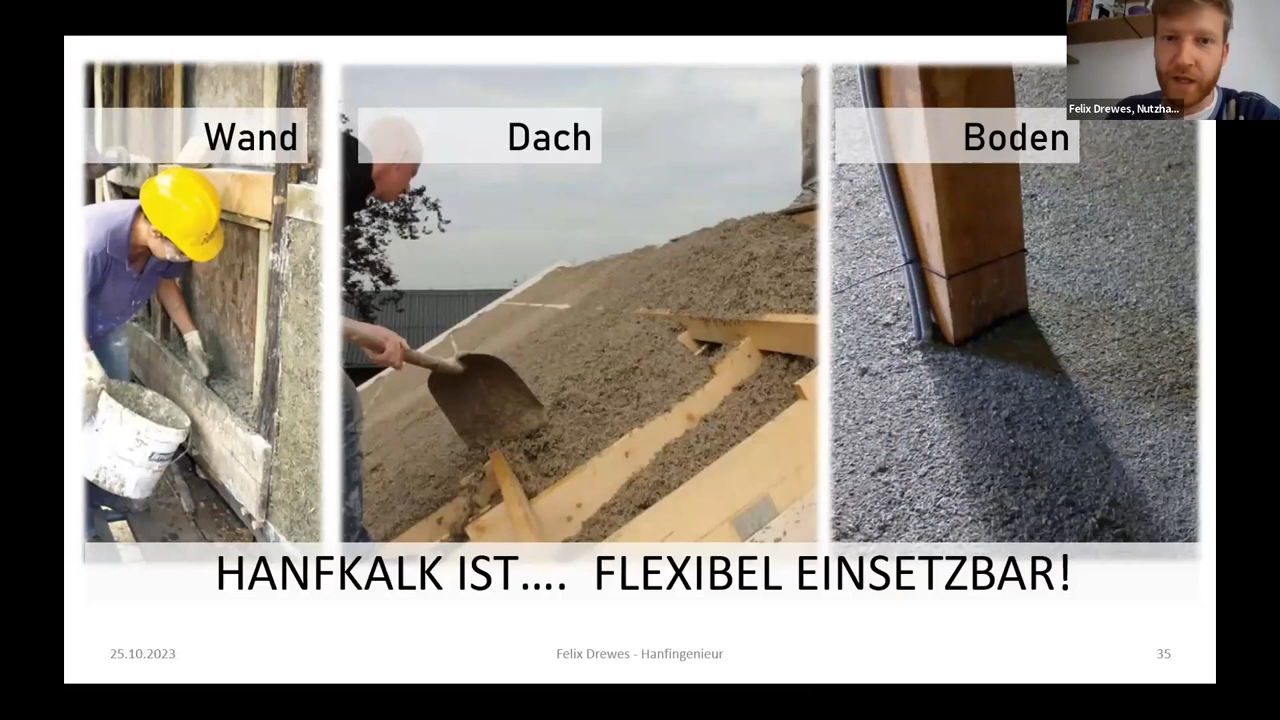 Felix Drewes, Nutzha...
Wand
Dach
Boden
HANFKALK IST.... FLEXIBEL EINSETZBAR!
25.10.2023
Felix Drewes - Hanfingenieur
35